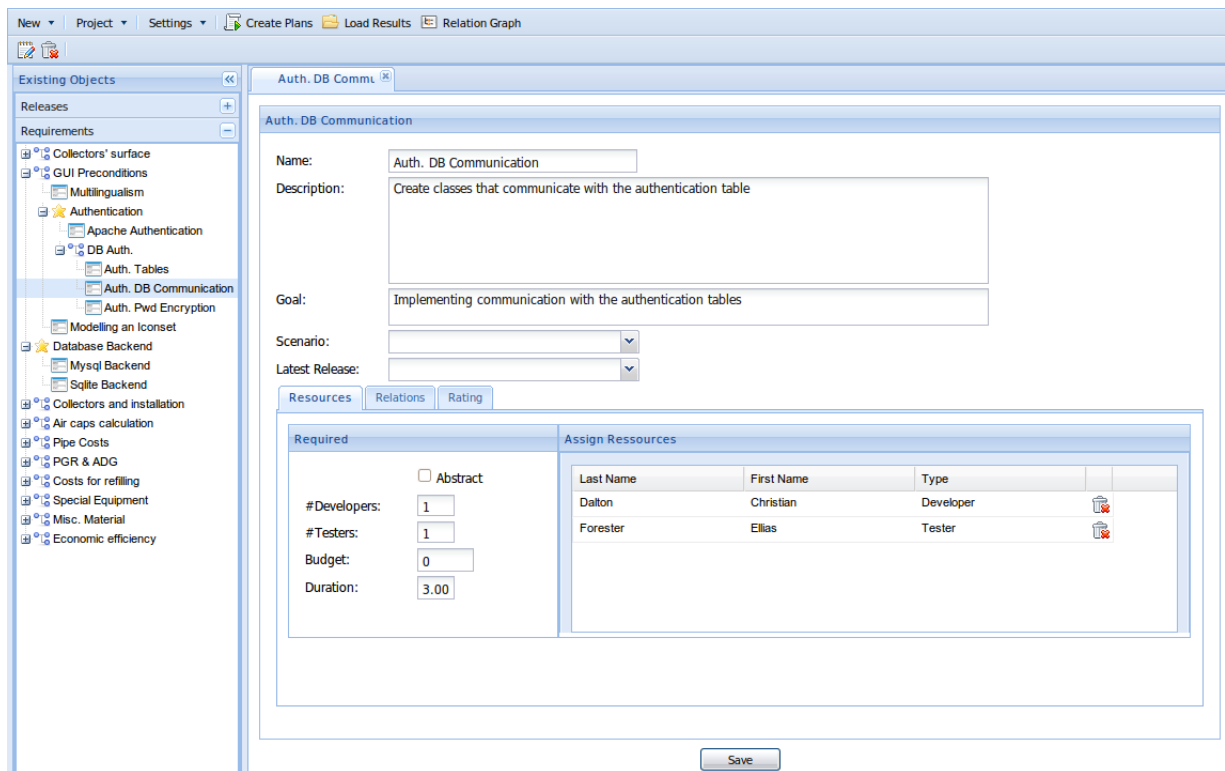 New Project Settings Create Plans Load Results Relation Graph
Existing Objects
Releases
Requirements
Collectors' surface
GUI Preconditions
Multilingualism
Authentication
Apache Authentication
DB Auth.
Auth. Tables
Auth. DB Communication
Auth. Pwd Encryption
Modelling an Iconset
Database Backend
Mysql Backend
Sqlite Backend
Collectors and installation
Air caps calculation
Pipe Costs
PGR & ADG
Costs for refilling
Special Equipment
Misc. Material
Economic efficiency
Auth. DB Commu
Auth. DB Communication
Name: Auth. DB Communication
Description: Create classes that communicate with the authentication table
Goal: Implementing communication with the authentication tables
Scenario:
Latest Release:
Resources Relations Rating
Required
Abstract
#Developers: 1
#Testers: 1
Budget: 0
Duration: 3.00
Assign Ressources
Last Name First Name Type
Dalton Christian Developer
Forester Ellias Tester
Save